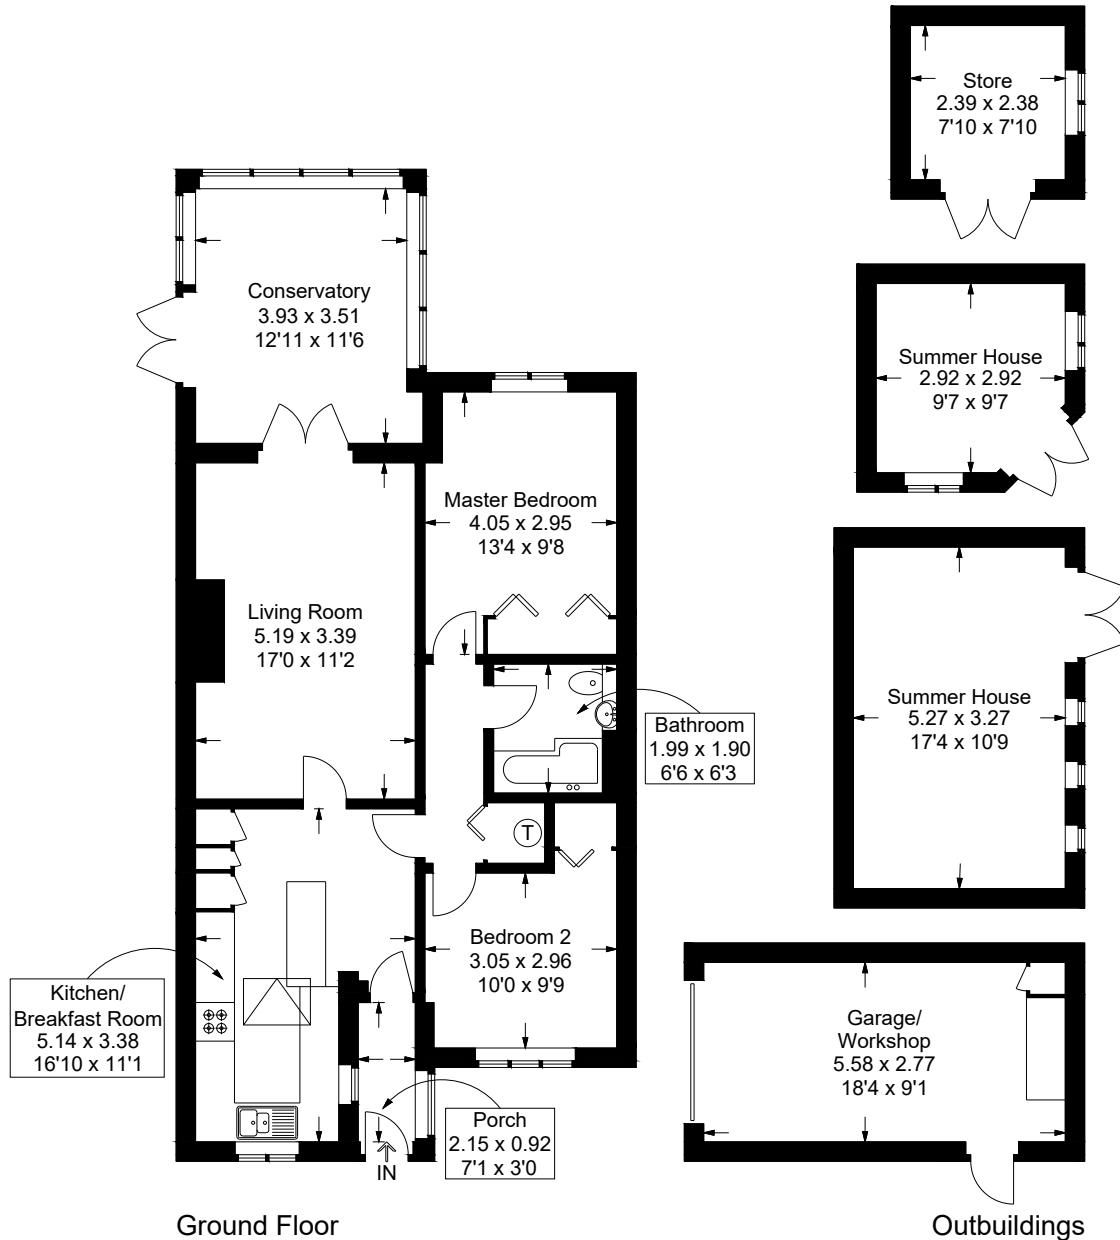 Store
2.39 x 2.38
7'10 x 7'10
Conservatory
3.93 x 3.51
12'11 x 11'6
Summer House
2.92 x 2.92
9'7 x 9'7
Master Bedroom
4.05 x 2.95
13'4 x 9'8
Living Room
5.19 x 3.39
17'0 x 11'2
Bathroom
1.99 x 1.90
6'6 x 6'3
Summer House
5.27 x 3.27
17'4 x 10'9
T
Bedroom 2
3.05 x 2.96
10'0 x 9'9
Kitchen/
Breakfast Room
5.14 x 3.38
16'10 x 11'1
Garage/
Workshop
5.58 x 2.77
18'4 x 9'1
Porch
2.15 x 0.92
7'1 x 3'0
IN
Ground Floor
Outbuildings